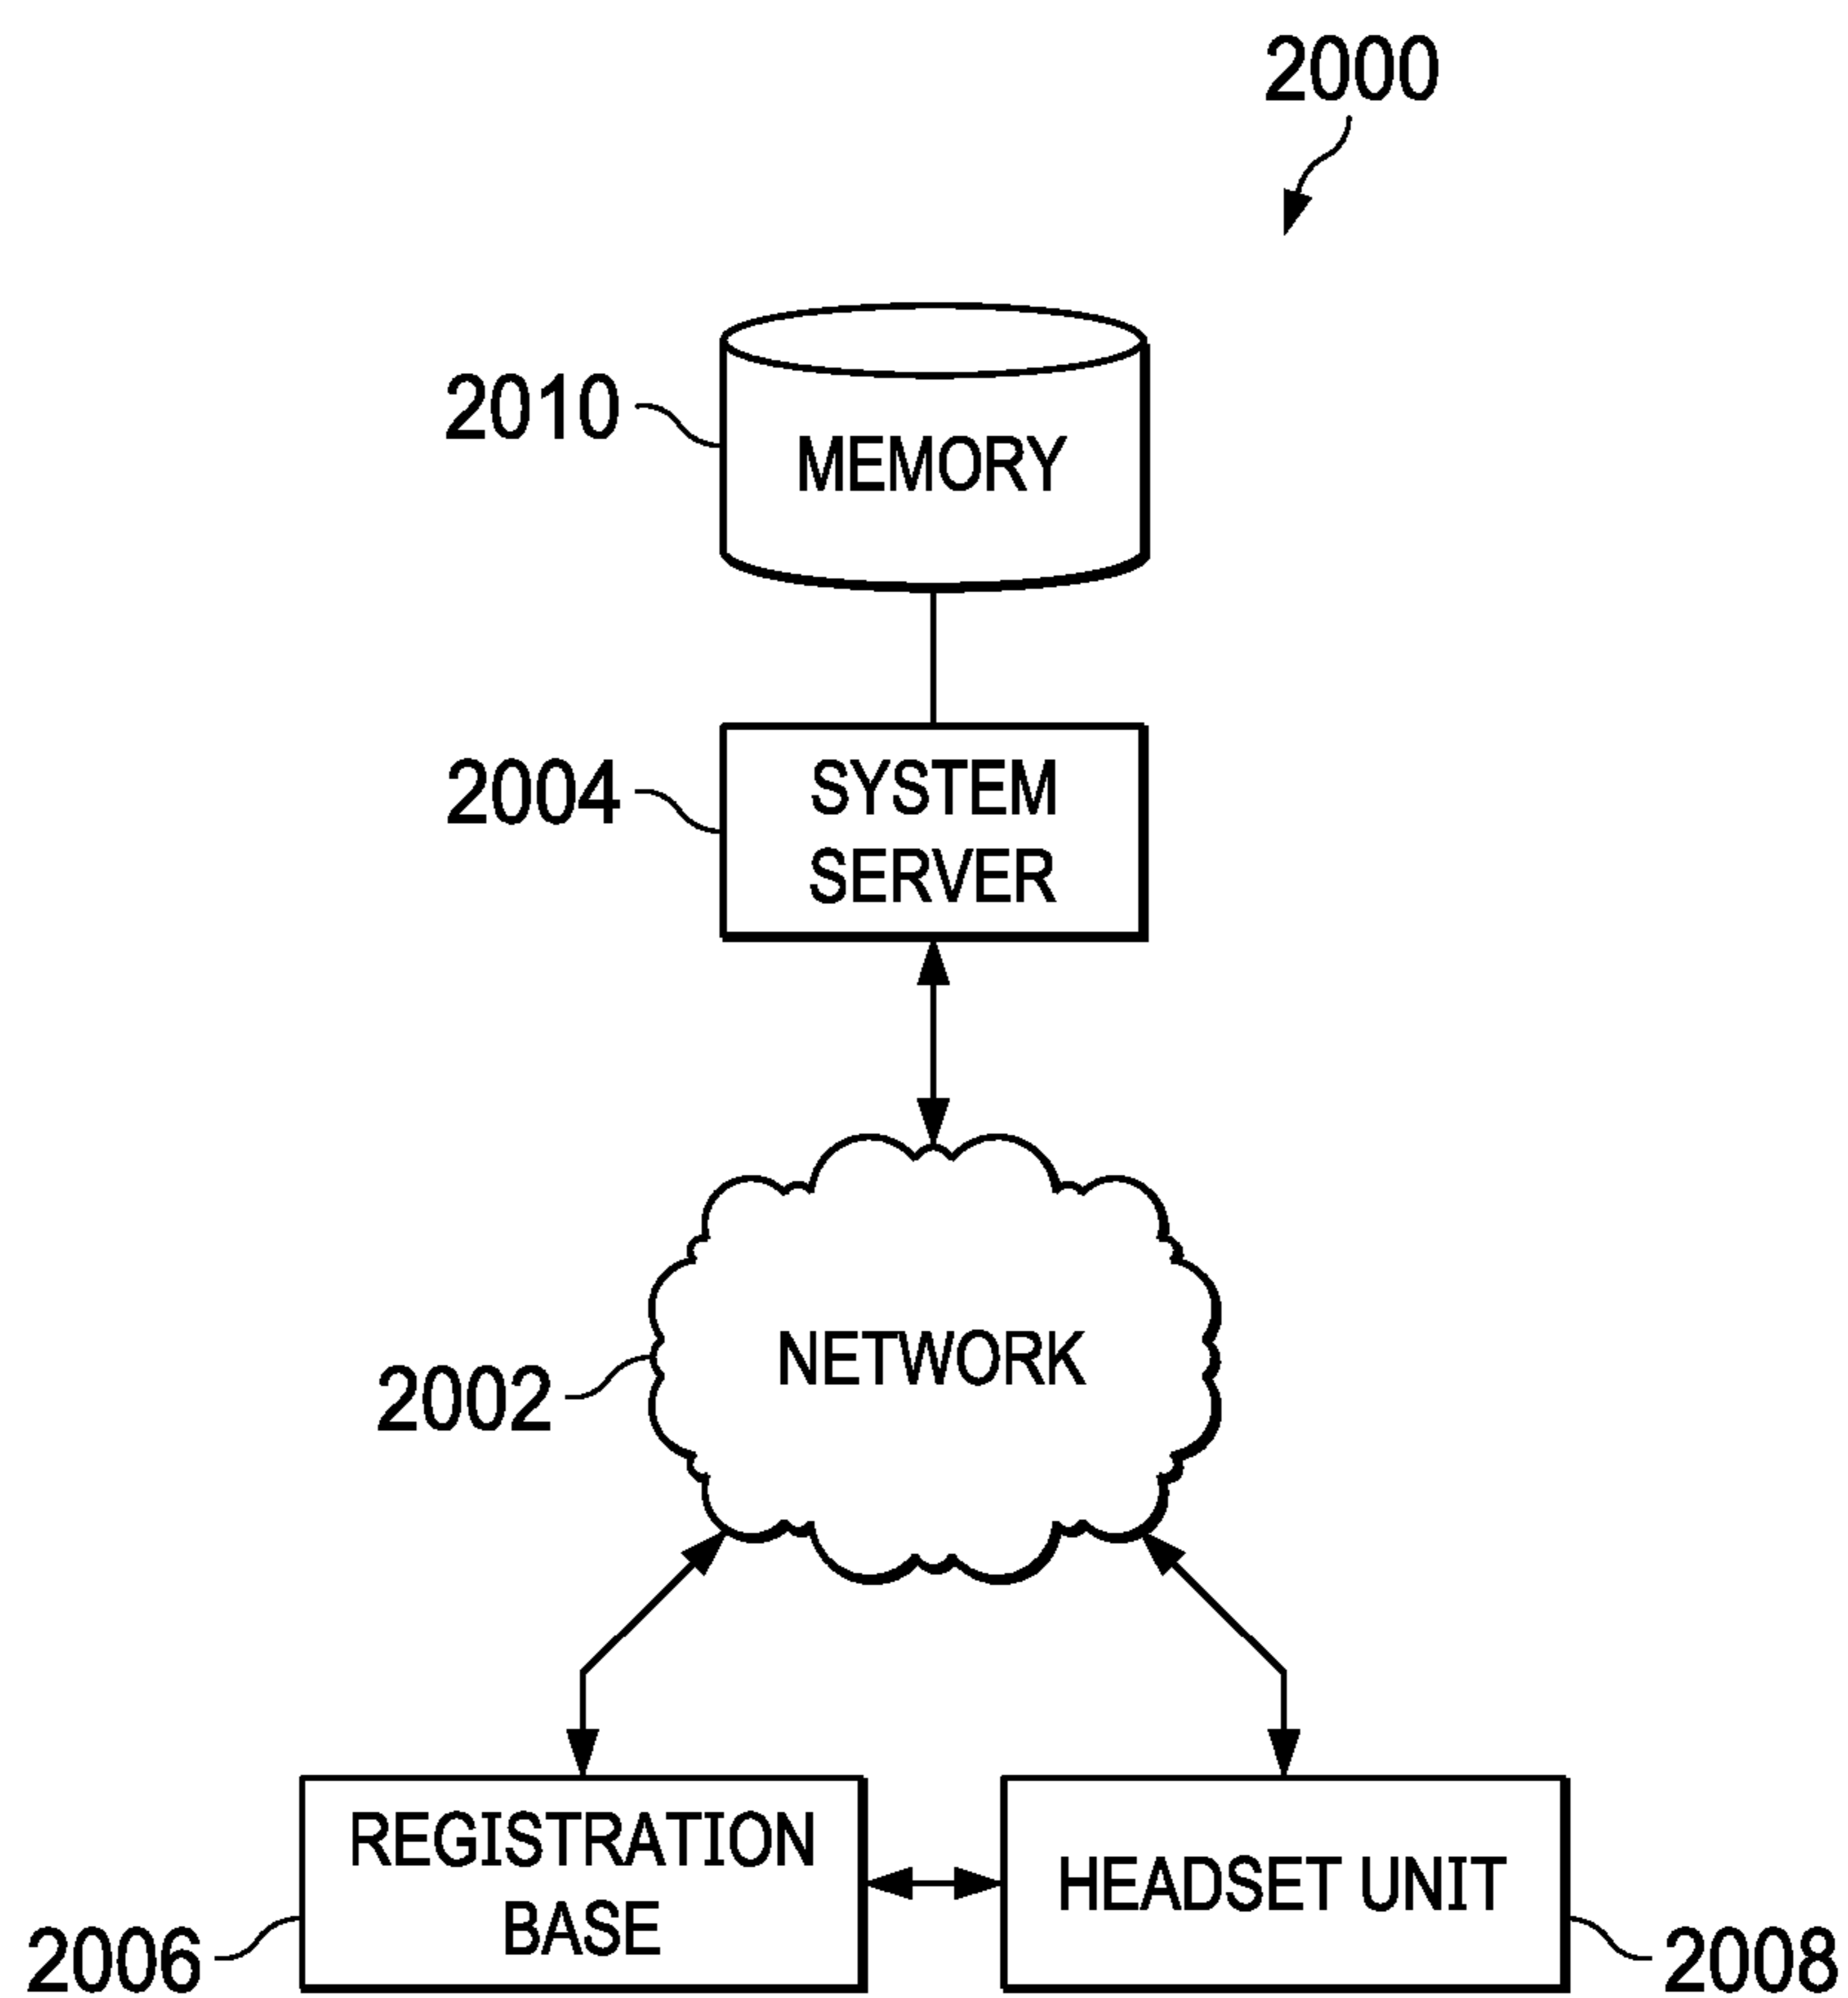 2000
2010
MEMORY
2004
SYSTEM
SERVER
2002
NETWORK
REGISTRATION
BASE
2006
HEADSET UNIT
2008